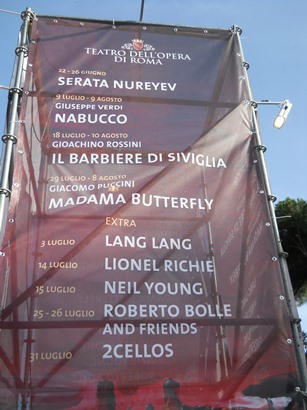 TEATRO DELL'OPERA
DI ROMA
22 - 26 GIUGNO
SERATA NUREYEV
9 LUGLIO - 9 AGOSTO
GIUSEPPE VERDI
NABUCCO
18 LUGLIO - 10 AGOSTO
GIOACHINO ROSSINI
IL BARBIERE DI SIVIGLIA
29 LUGLIO - 8 AGOSTO
GIACOMO PUCCINI
MADAMA BUTTERFLY
EXTRA
3 LUGLIO LANG LANG
14 LUGLIO LIONEL RICHIE
15 LUGLIO NEIL YOUNG
25 - 26 LUGLIO ROBERTO BOLLE
AND FRIENDS
31 LUGLIO 2CELLOS